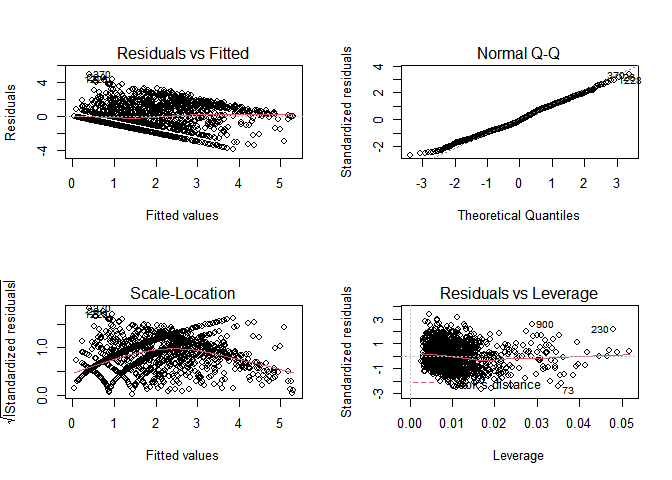 Residuals vs Fitted
Residuals
4
0
-4
0 1 2 3 4 5
Fitted values
Normal Q-Q
Standardized residuals
4
2
0
-2
-3 -2 -1 0 1 2 3
Theoretical Quantiles
Scale-Location
√|Standardized residuals|
1.0
0.0
0 1 2 3 4 5
Fitted values
Residuals vs Leverage
Standardized residuals
3
1
-1
-3
900
230
73
distance
0.00 0.01 0.02 0.03 0.04 0.05
Leverage